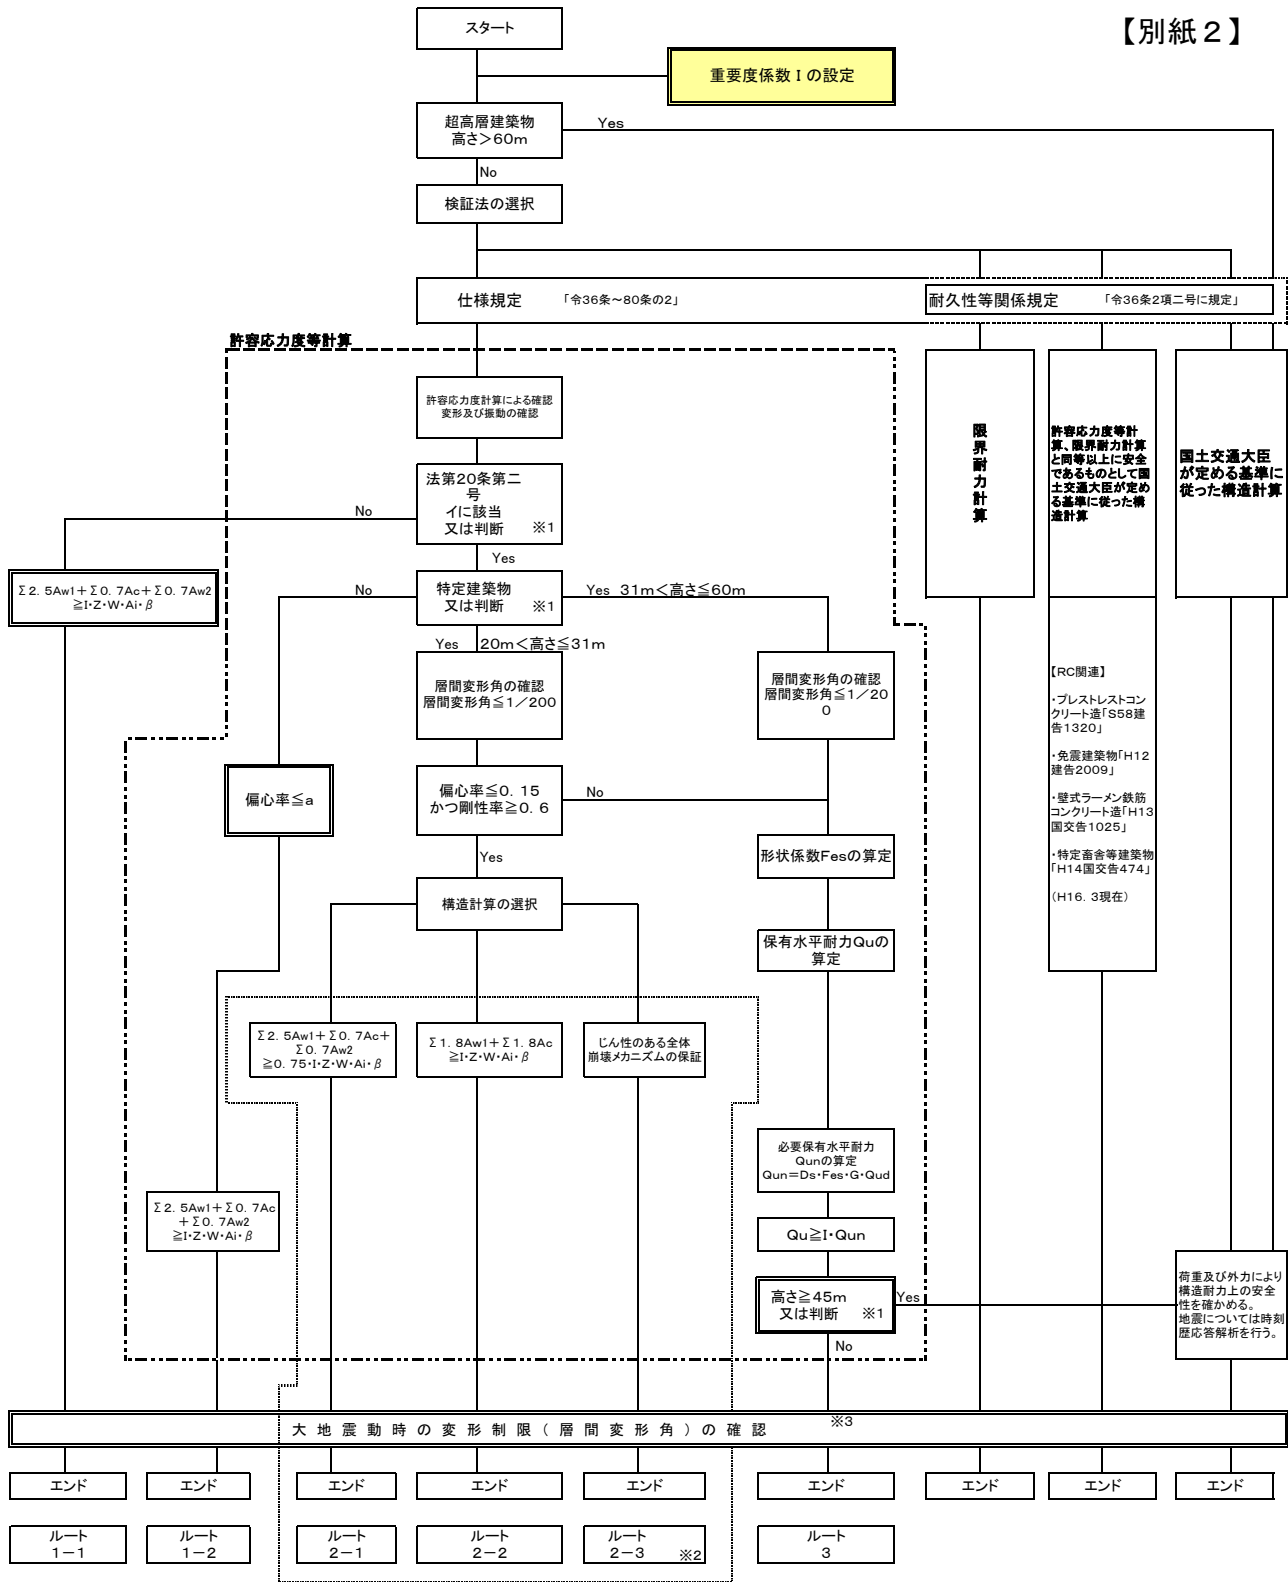 【別紙２】
スタート
重要度係数Ｉの設定
超高層建築物
高さ＞60m
Yes
No
検証法の選択
仕様規定　「令36条～80条の2」
耐久性等関係規定　「令36条2項二号に規定」
許容応力度等計算
許容応力度計算による確認
変形及び振動の確認
法第20条第二
号
イに該当
又は判断　※1
No
Yes
限界耐力計算
許容応力度等計
算、限界耐力計算
と同等以上に安全
であるものとして国
土交通大臣が定め
る基準に従った構
造計算
国土交通大臣
が定める基準に
従った構造計算
Σ2．5Aw1＋Σ0．7Ac＋Σ0．7Aw2
≧I・Z・W・Ai・β
No
特定建築物
又は判断　※1
Yes　31m＜高さ≦60m
Yes　20m＜高さ≦31m
層間変形角の確認
層間変形角≦1／200
層間変形角の確認
層間変形角≦1／20
0
【RC関連】
・プレストレストコン
クリート造「S58建
告1320」
・免震建築物「H12
建告2009」
・壁式ラーメン鉄筋
コンクリート造「H13
国交告1025」
・特定畜舎等建築物
「H14国交告474」
（H16．3現在）
偏心率≦a
偏心率≦0．15
かつ剛性率≧0．6
No
Yes
形状係数Fesの算定
構造計算の選択
保有水平耐力Quの
算定
Σ2．5Aw1＋Σ0．7Ac＋
Σ0．7Aw2
≧0．75・I・Z・W・Ai・β
Σ1．8Aw1＋Σ1．8Ac
≧I・Z・W・Ai・β
じん性のある全体
崩壊メカニズムの保証
必要保有水平耐力
Qunの算定
Qun＝Ds・Fes・G・Qud
Σ2．5Aw1＋Σ0．7Ac
＋Σ0．7Aw2
≧I・Z・W・Ai・β
Qu≧I・Qun
高さ≧45m
又は判断　※1
Yes
No
荷重及び外力により
構造耐力上の安全
性を確かめる。
地震については時刻
歴応答解析を行う。
大地震動時の変形制限（層間変形角）の確認　※3
エンド　エンド　エンド　エンド　エンド　エンド　エンド　エンド　エンド
ルート
1－1
ルート
1－2
ルート
2－1
ルート
2－2
ルート
2－3　※2
ルート
3